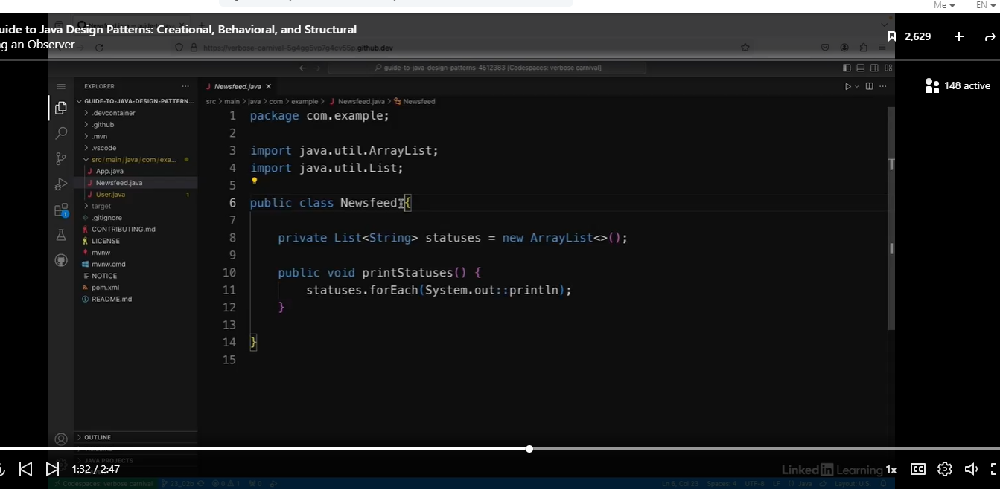 Me EN
uide to Java Design Patterns: Creational, Behavioral, and Structural
g an Observer
2,629
https://verbose-carnival-5g4gg5vp7g4cv55p.github.dev
guide-to-java-design-patterns-4512383 [Codespaces: verbose carnival]
148 active
EXPLORER
GUIDE-TO-JAVA-DESIGN-PATTERN...
.devcontainer
.github
.mvn
.vscode
src / main / java / com / exa...
App.java
Newsfeed.java
User.java 1
target
.gitignore
CONTRIBUTING.md
LICENSE
mvnw
mvnw.cmd
NOTICE
pom.xml
README.md
OUTLINE
TIMELINE
JAVA PROJECTS
Newsfeed.java
src > main > java > com > example > Newsfeed.java > Newsfeed
1 package com.example;
2
3 import java.util.ArrayList;
4 import java.util.List;
5
6 public class Newsfeed {
7
8 private List<String> statuses = new ArrayList<>();
9
10 public void printStatuses() {
11 statuses.forEach(System.out::println);
12 }
13
14 }
15
1:32 / 2:47
LinkedIn Learning 1x
CC
Codespaces: verbose carnival 23_02b 0 1 0
Ln 6, Col 23 Spaces: 4 UTF-8 LF {} Java Layout: U.S.